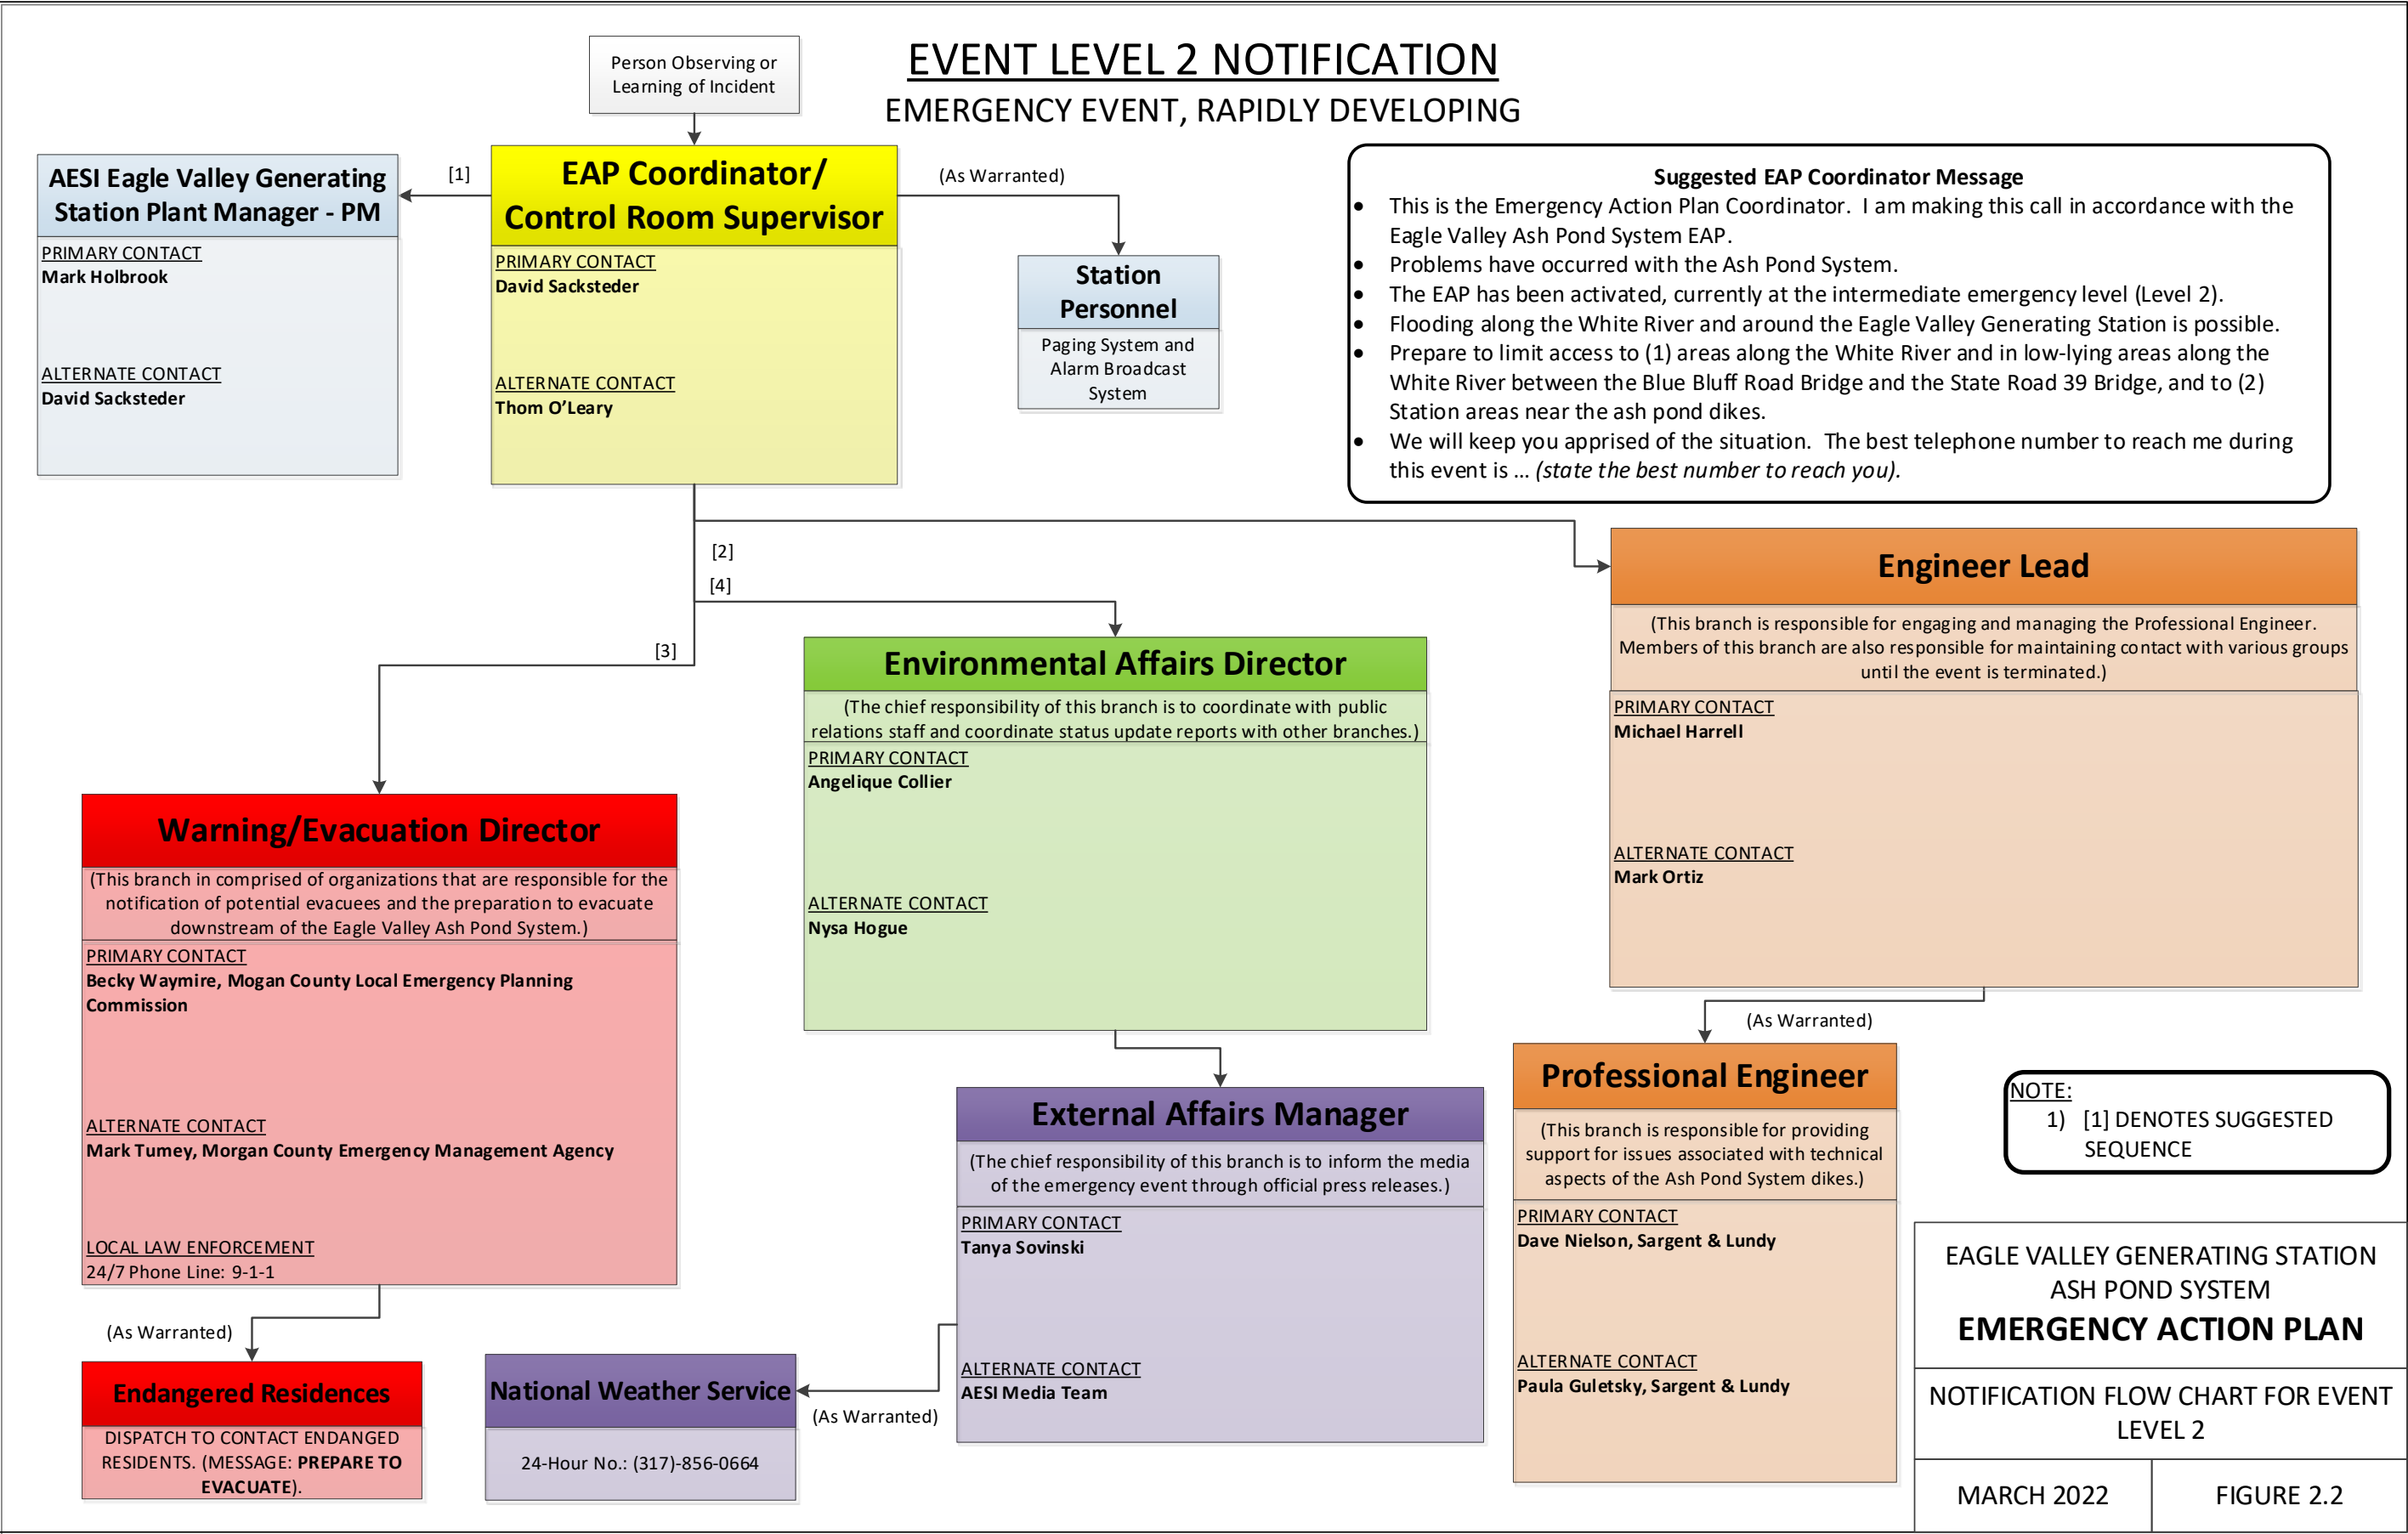 EVENT LEVEL 2 NOTIFICATION
EMERGENCY EVENT, RAPIDLY DEVELOPING
Person Observing or
Learning of Incident
AESI Eagle Valley Generating
Station Plant Manager - PM
PRIMARY CONTACT
Mark Holbrook
ALTERNATE CONTACT
David Sacksteder
[1]
EAP Coordinator/
Control Room Supervisor
PRIMARY CONTACT
David Sacksteder
ALTERNATE CONTACT
Thom O’Leary
(As Warranted)
Station
Personnel
Paging System and
Alarm Broadcast
System
Suggested EAP Coordinator Message
• This is the Emergency Action Plan Coordinator. I am making this call in accordance with the
Eagle Valley Ash Pond System EAP.
• Problems have occurred with the Ash Pond System.
• The EAP has been activated, currently at the intermediate emergency level (Level 2).
• Flooding along the White River and around the Eagle Valley Generating Station is possible.
• Prepare to limit access to (1) areas along the White River and in low-lying areas along the
White River between the Blue Bluff Road Bridge and the State Road 39 Bridge, and to (2)
Station areas near the ash pond dikes.
• We will keep you apprised of the situation. The best telephone number to reach me during
this event is … (state the best number to reach you).
[2]
[4]
[3]
Engineer Lead
(This branch is responsible for engaging and managing the Professional Engineer.
Members of this branch are also responsible for maintaining contact with various groups
until the event is terminated.)
PRIMARY CONTACT
Michael Harrell
ALTERNATE CONTACT
Mark Ortiz
Environmental Affairs Director
(The chief responsibility of this branch is to coordinate with public
relations staff and coordinate status update reports with other branches.)
PRIMARY CONTACT
Angelique Collier
ALTERNATE CONTACT
Nysa Hogue
Warning/Evacuation Director
(This branch in comprised of organizations that are responsible for the
notification of potential evacuees and the preparation to evacuate
downstream of the Eagle Valley Ash Pond System.)
PRIMARY CONTACT
Becky Waymire, Mogan County Local Emergency Planning
Commission
ALTERNATE CONTACT
Mark Tumey, Morgan County Emergency Management Agency
LOCAL LAW ENFORCEMENT
24/7 Phone Line: 9-1-1
(As Warranted)
Endangered Residences
DISPATCH TO CONTACT ENDANGED
RESIDENTS. (MESSAGE: PREPARE TO
EVACUATE).
External Affairs Manager
(The chief responsibility of this branch is to inform the media
of the emergency event through official press releases.)
PRIMARY CONTACT
Tanya Sovinski
ALTERNATE CONTACT
AESI Media Team
(As Warranted)
National Weather Service
24-Hour No.: (317)-856-0664
(As Warranted)
Professional Engineer
(This branch is responsible for providing
support for issues associated with technical
aspects of the Ash Pond System dikes.)
PRIMARY CONTACT
Dave Nielson, Sargent & Lundy
ALTERNATE CONTACT
Paula Guletsky, Sargent & Lundy
NOTE:
1) [1] DENOTES SUGGESTED
SEQUENCE
EAGLE VALLEY GENERATING STATION
ASH POND SYSTEM
EMERGENCY ACTION PLAN
NOTIFICATION FLOW CHART FOR EVENT
LEVEL 2
MARCH 2022
FIGURE 2.2